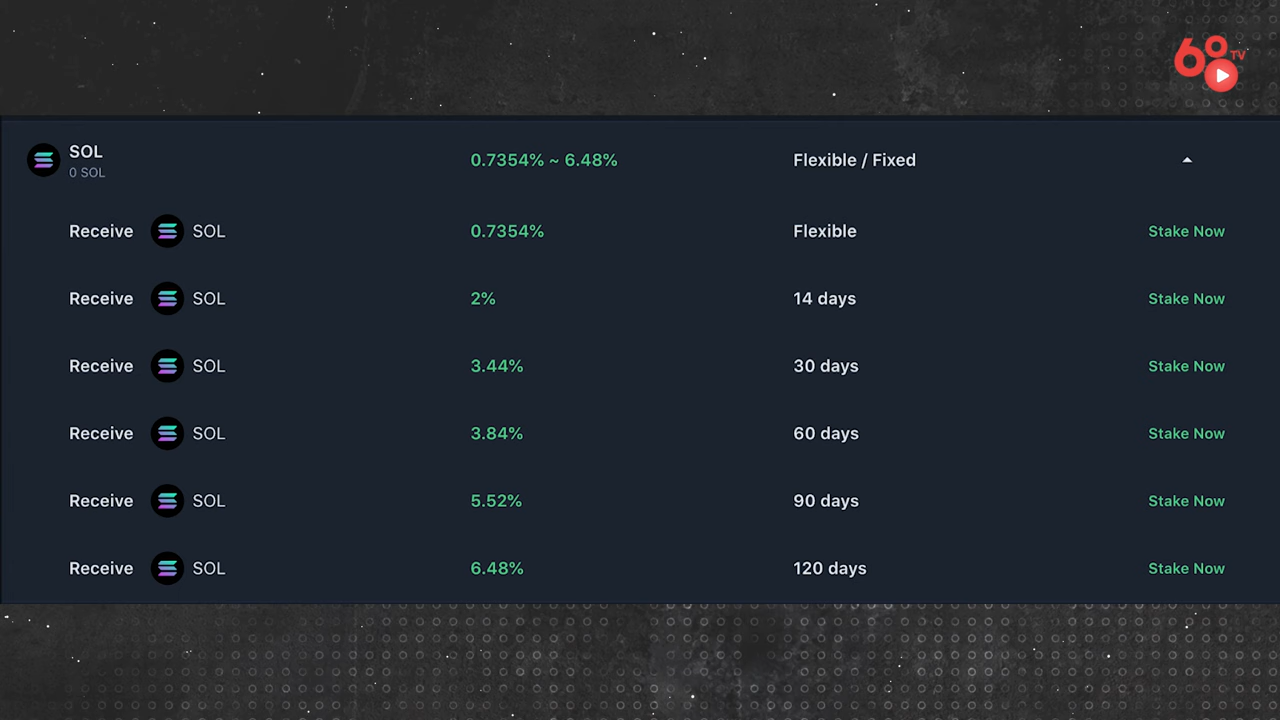 60 TV
SOL
0 SOL
0.7354% ~ 6.48%
Flexible / Fixed
Receive SOL 0.7354% Flexible Stake Now
Receive SOL 2% 14 days Stake Now
Receive SOL 3.44% 30 days Stake Now
Receive SOL 3.84% 60 days Stake Now
Receive SOL 5.52% 90 days Stake Now
Receive SOL 6.48% 120 days Stake Now